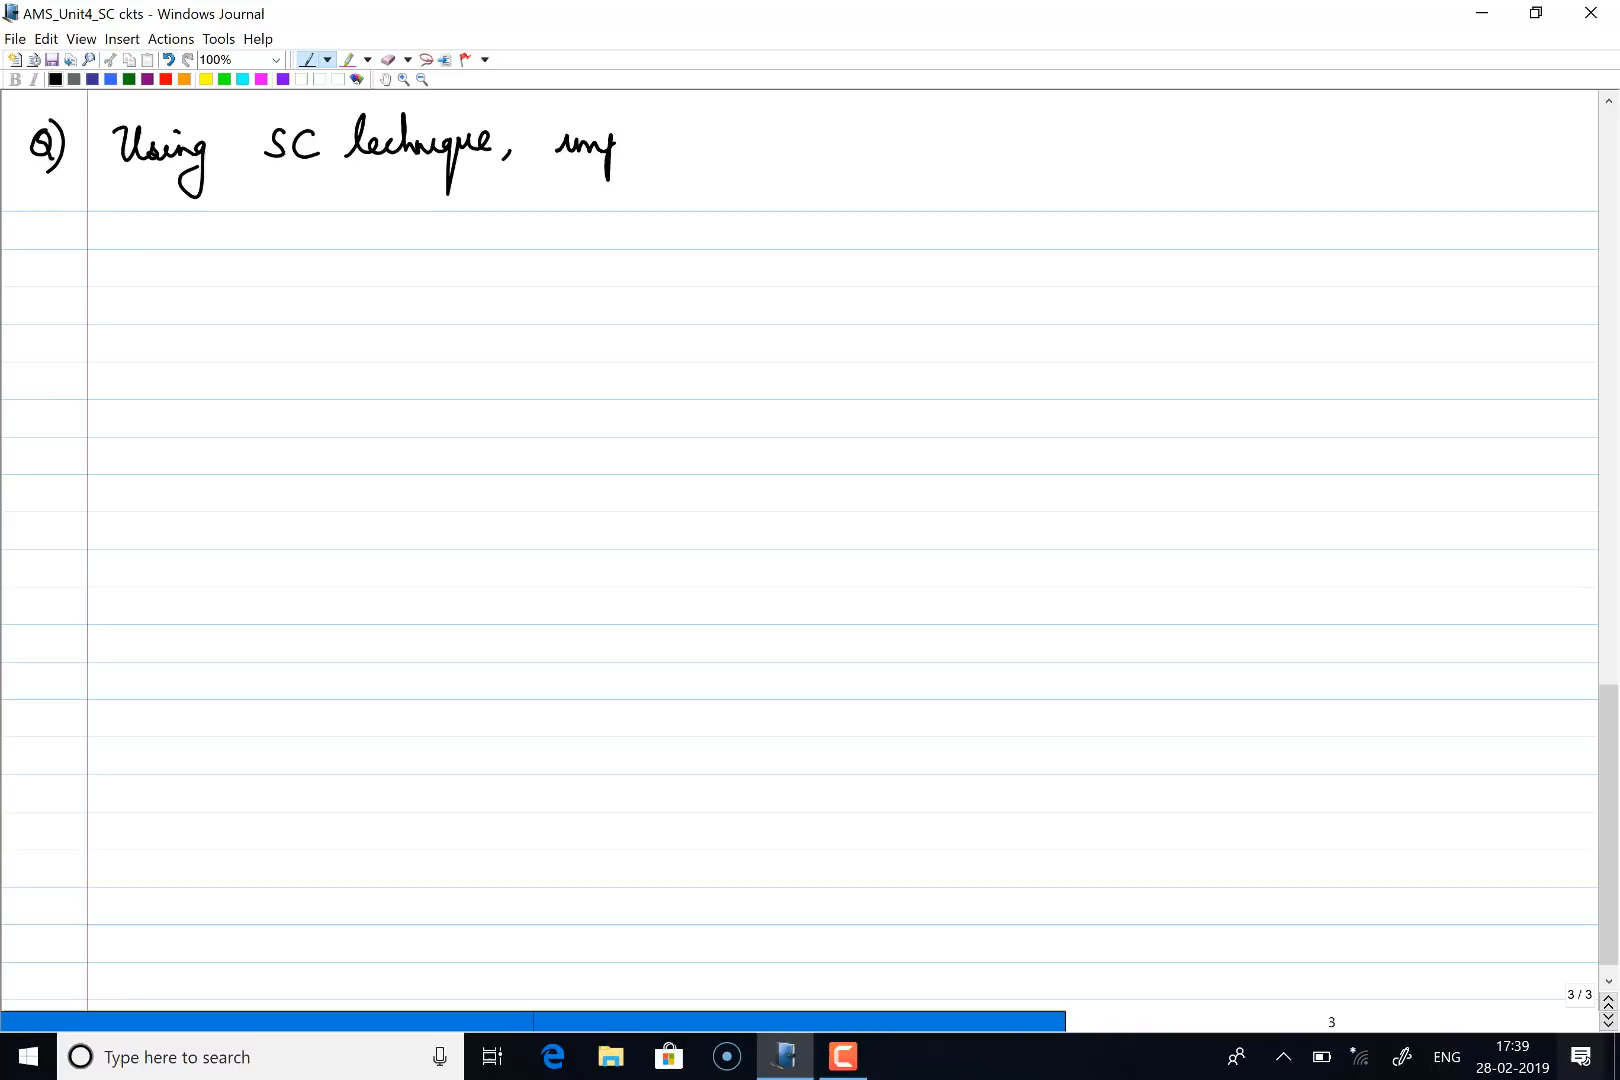 AMS_Unit4_SC ckts - Windows Journal
File Edit View Insert Actions Tools Help
100%
B I
Q) Using SC technique, imp
3 / 3
3
Type here to search
ENG
17:39
28-02-2019